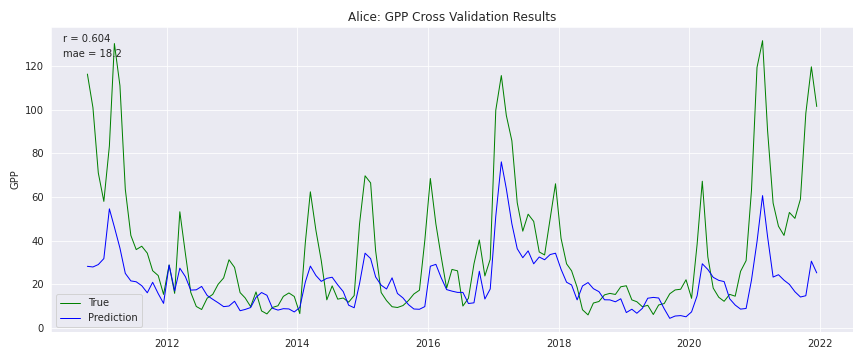 Alice: GPP Cross Validation Results
r = 0.604
mae = 18.2
GPP
120
100
80
60
40
20
0
True
Prediction
2012
2014
2016
2018
2020
2022